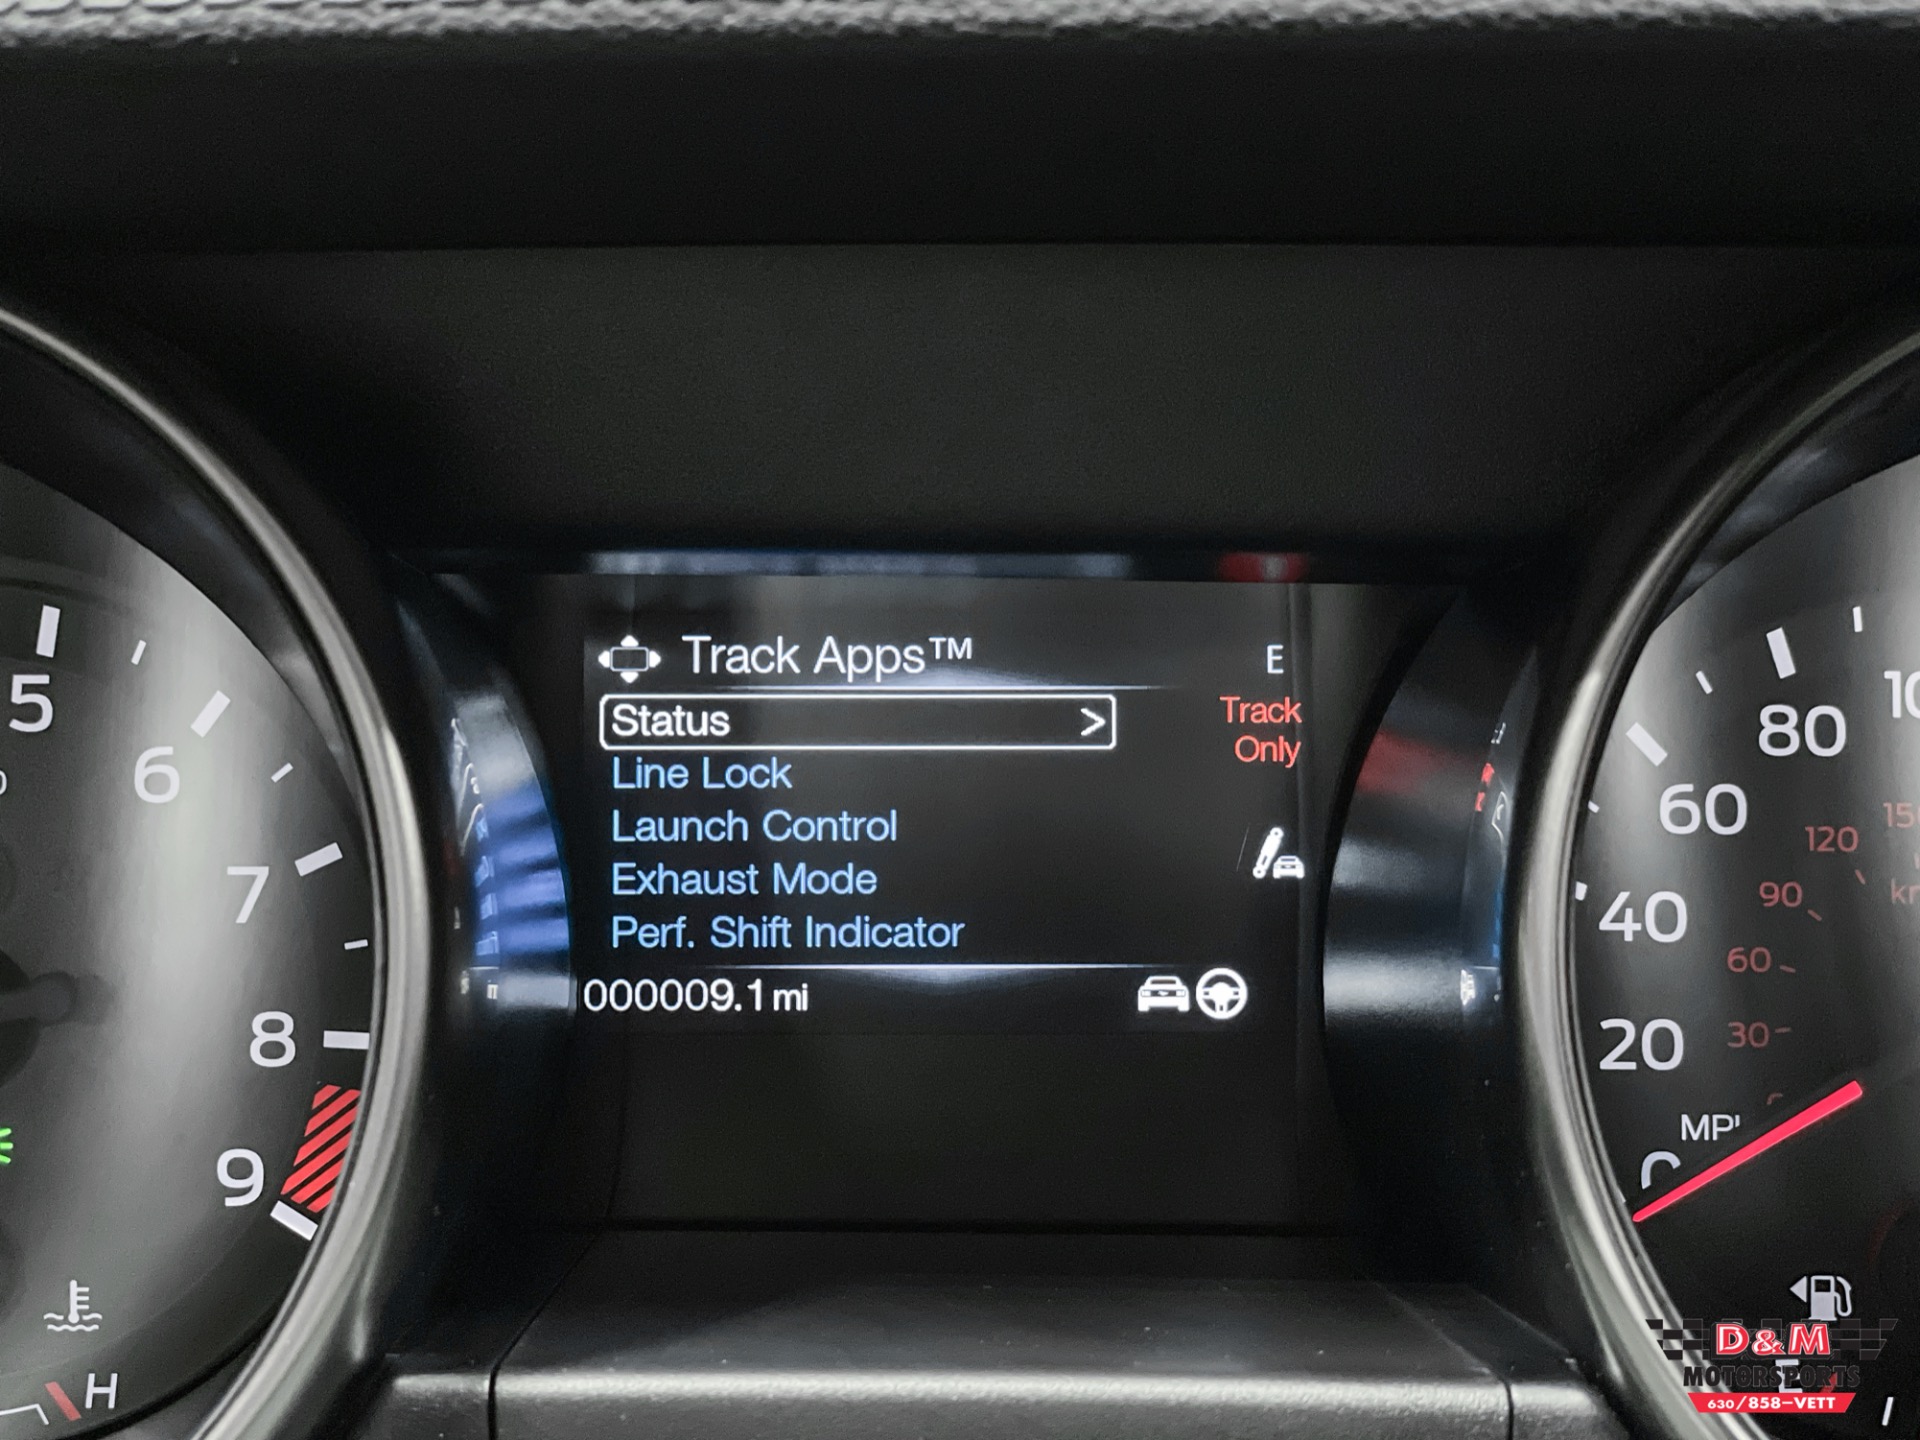 Track Apps™
E
Status >
Track
Only
Line Lock
Launch Control
Exhaust Mode
Perf. Shift Indicator
000009.1 mi
5
6
7
8
9
H
80
60
40
20
0
120
90
60
30
D&M
MOTORSPORTS
630/858-VETT